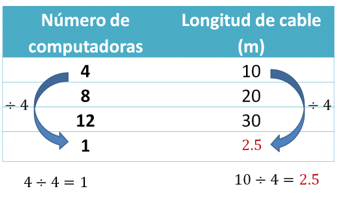 Número de computadoras Longitud de cable (m)
4 10
8 20
÷ 4 ÷ 4
12 30
1 2.5
4 ÷ 4 = 1 10 ÷ 4 = 2.5